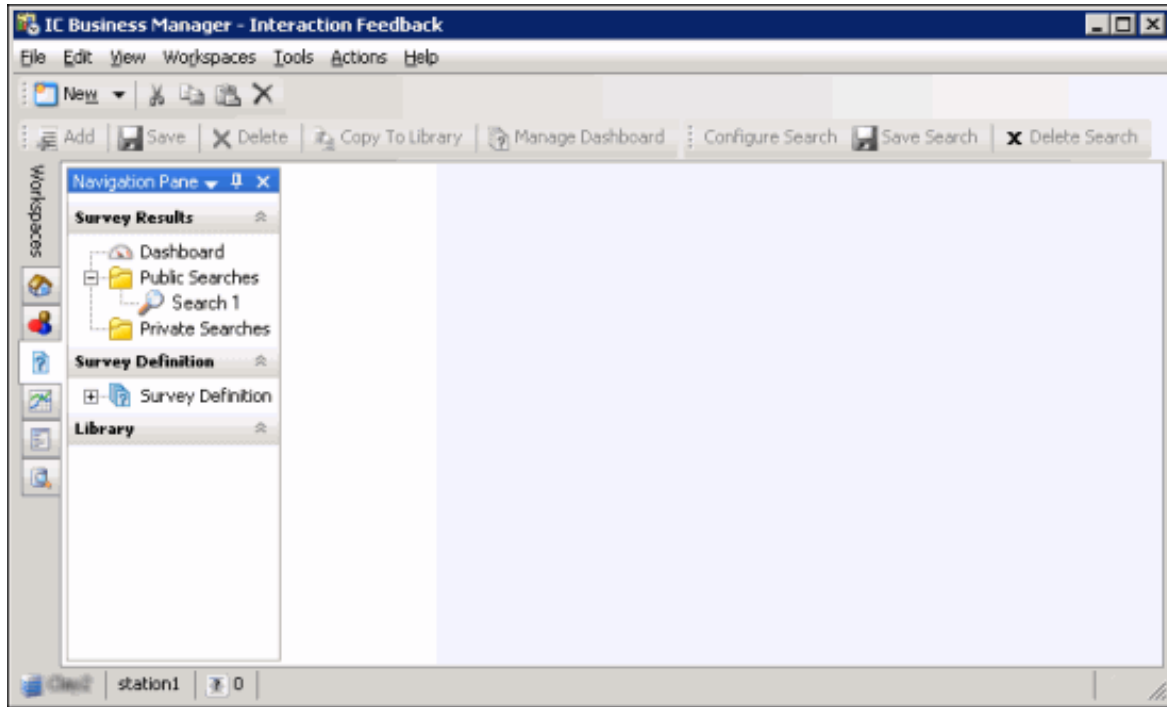 IC Business Manager - Interaction Feedback
File Edit View Workspaces Tools Actions Help
New
Add Save Delete Copy To Library Manage Dashboard Configure Search Save Search Delete Search
Workspaces
Navigation Pane
Survey Results
Dashboard
Public Searches
Search 1
Private Searches
Survey Definition
Survey Definition
Library
station1 0